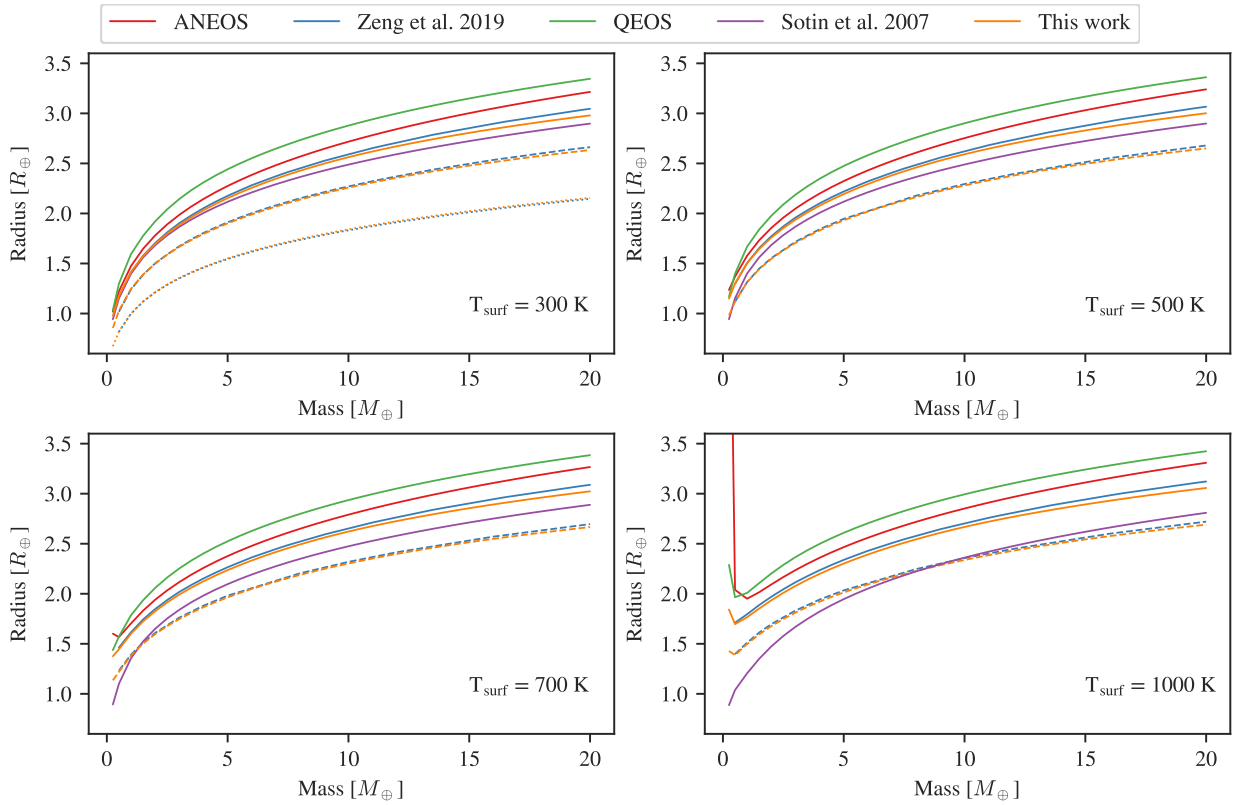 ANEOS Zeng et al. 2019 QEOS Sotin et al. 2007 This work
3.5
3.0
2.5
2.0
1.5
1.0
Radius [R⊕]
T_surf = 300 K
0 5 10 15 20
Mass [M⊕]
3.5
3.0
2.5
2.0
1.5
1.0
Radius [R⊕]
T_surf = 500 K
0 5 10 15 20
Mass [M⊕]
3.5
3.0
2.5
2.0
1.5
1.0
Radius [R⊕]
T_surf = 700 K
0 5 10 15 20
Mass [M⊕]
3.5
3.0
2.5
2.0
1.5
1.0
Radius [R⊕]
T_surf = 1000 K
0 5 10 15 20
Mass [M⊕]